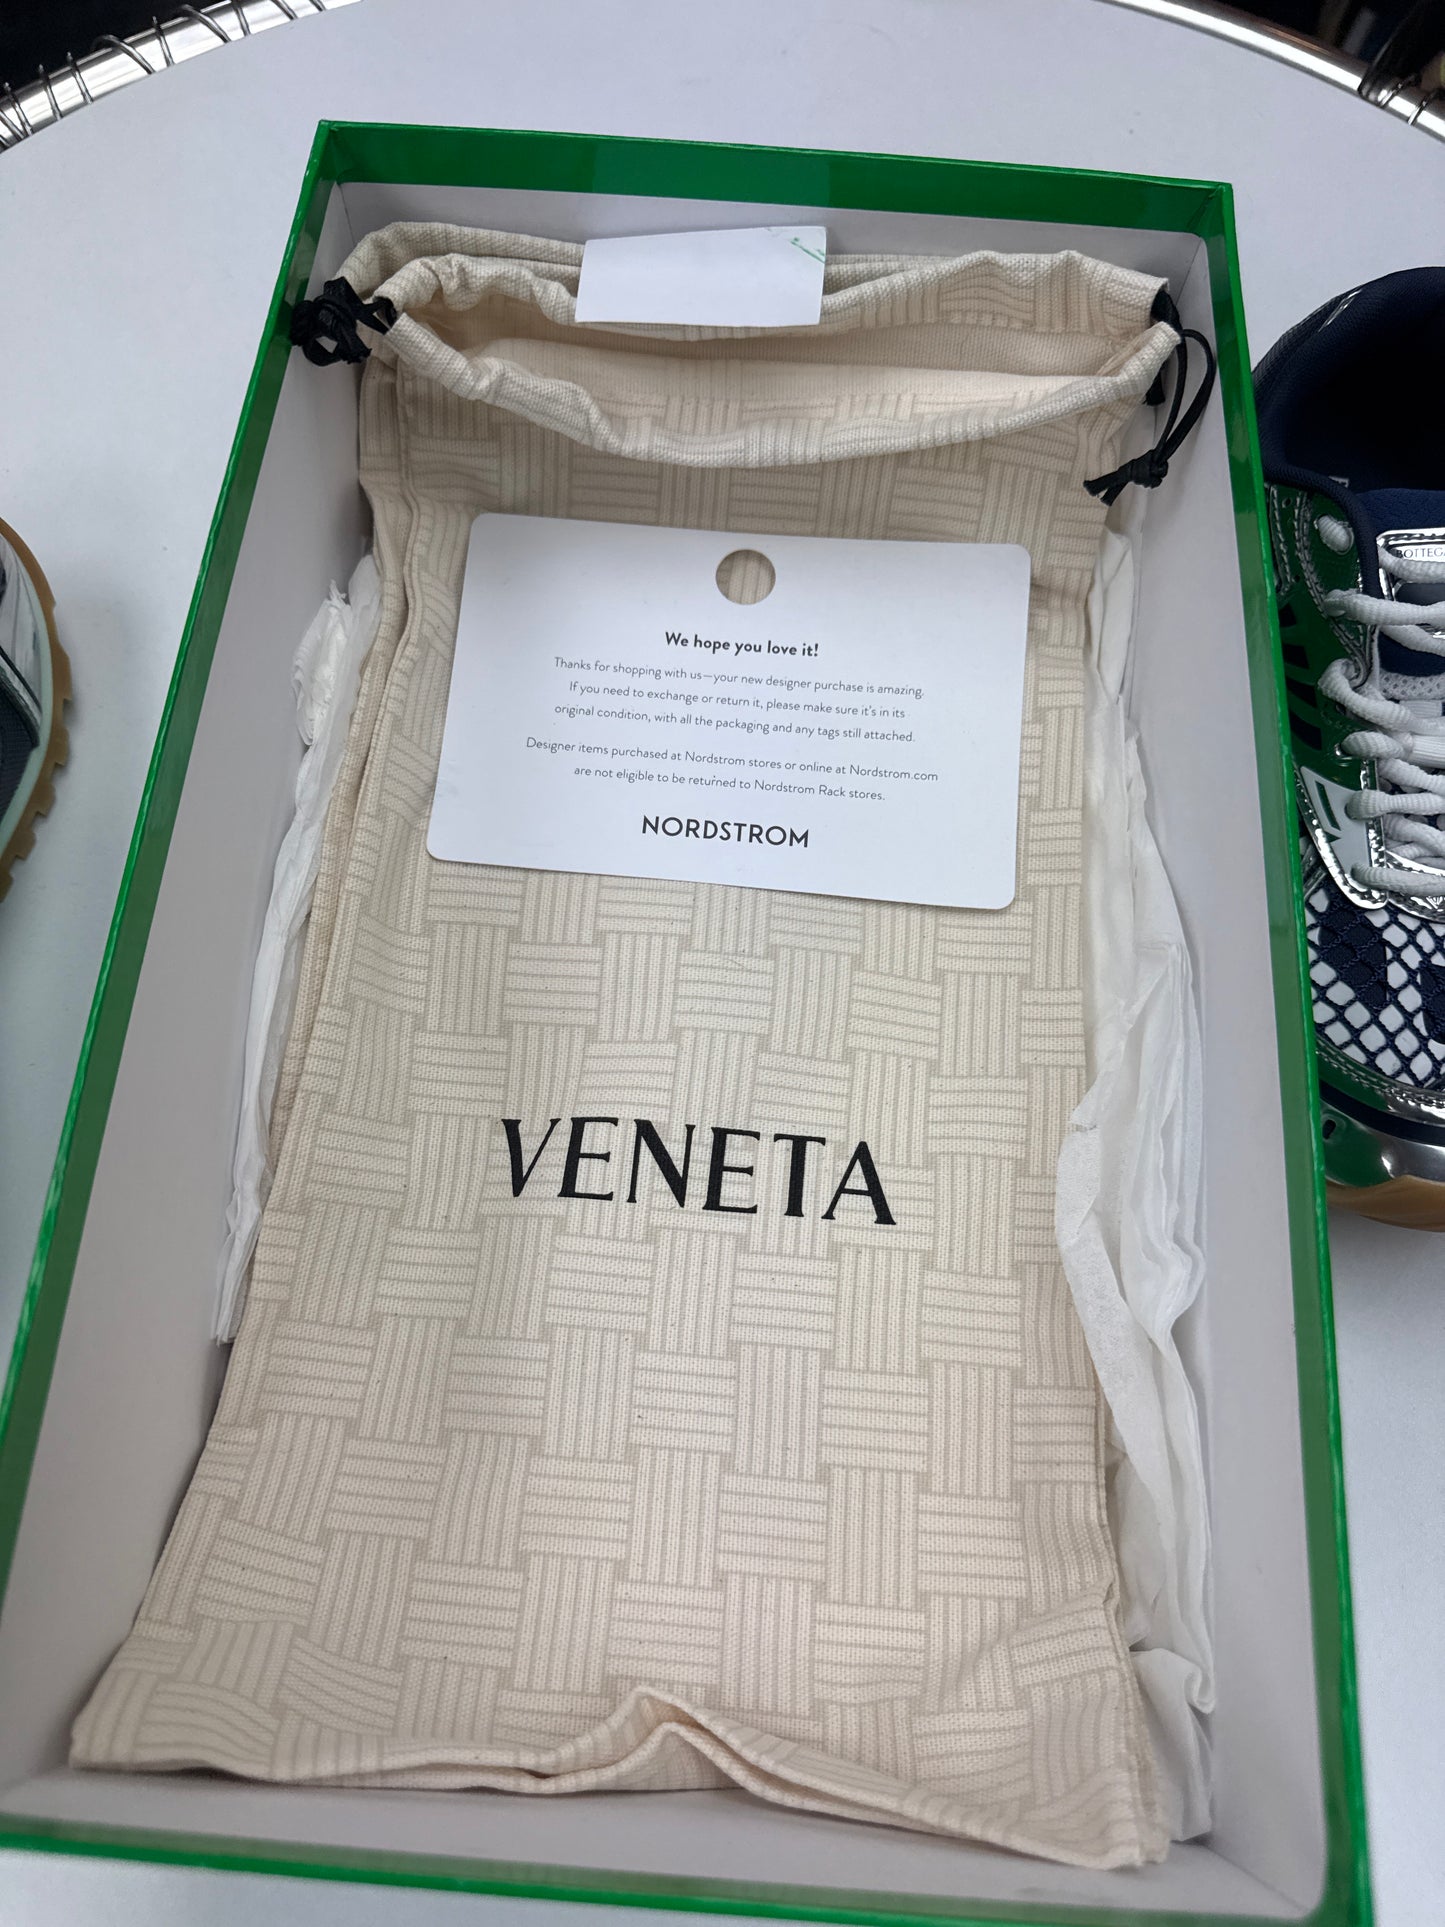 We hope you love it!
Thanks for shopping with us—your new designer purchase is amazing.
If you need to exchange or return it, please make sure it's in its
original condition, with all the packaging and any tags still attached.
Designer items purchased at Nordstrom stores or online at Nordstrom.com
are not eligible to be returned to Nordstrom Rack stores.
NORDSTROM
VENETA
BOTTEG